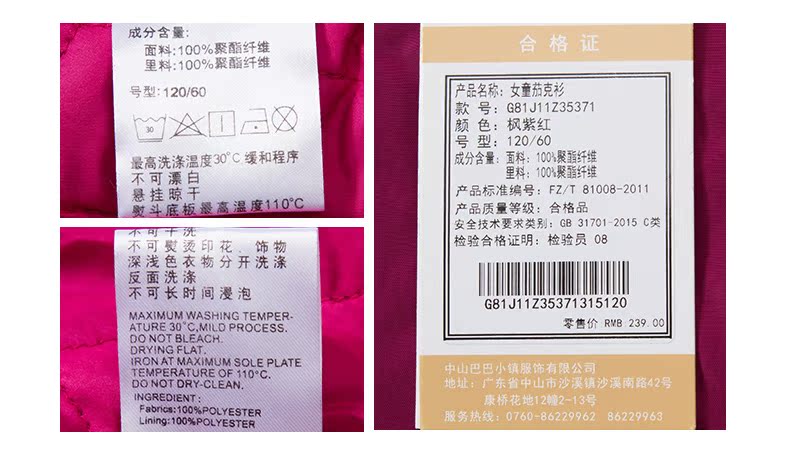 成分含量:
面料:100%聚酯纤维
里料:100%聚酯纤维
号型:120/60
30
最高洗涤温度30°C 缓和程序
不可漂白
悬挂晾干
熨斗底板最高温度110°C
不可干洗
不可熨烫印花、饰物
深浅色衣物分开洗涤
反面洗涤
不可长时间浸泡
MAXIMUM WASHING TEMPER-
ATURE 30°C,MILD PROCESS.
DO NOT BLEACH.
DRYING FLAT.
IRON AT MAXIMUM SOLE PLATE
TEMPERATURE OF 110°C.
DO NOT DRY-CLEAN.
INGREDIENT:
Fabrics:100%POLYESTER
Lining:100%POLYESTER
合格证
产品名称: 女童茄克衫
款 号: G81J11Z35371
颜 色: 枫紫红
号 型: 120/60
成分含量: 面料: 100%聚酯纤维
里料: 100%聚酯纤维
产品标准编号: FZ/T 81008-2011
产品质量等级: 合格品
安全技术要求类别: GB 31701-2015 C类
检验合格证明: 检验员 08
G81J11Z35371315120
零售价 RMB 239.00
中山巴巴小镇服饰有限公司
地址: 广东省中山市沙溪镇沙溪南路42号
康桥花地12幢2-13号
服务热线: 0760-86229962 86229963